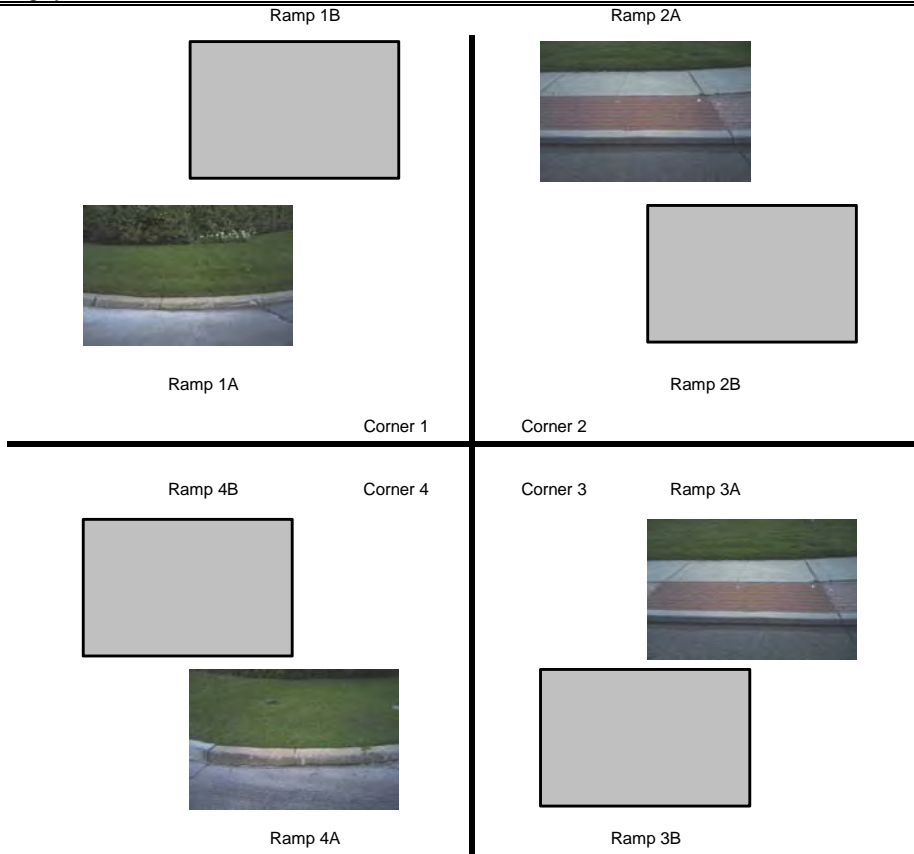 Ramp 1B Ramp 2A
Ramp 1A Ramp 2B
Corner 1 Corner 2
Ramp 4B Corner 4 Corner 3 Ramp 3A
Ramp 4A Ramp 3B